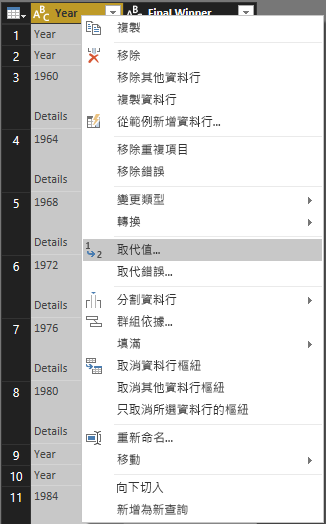 ABC Year
ABC Final Winner
1 Year
2 Year
3 1960
Details
4 1964
Details
5 1968
Details
6 1972
Details
7 1976
Details
8 1980
Details
9 Year
10 Year
11 1984
複製
移除
移除其他資料行
複製資料行
從範例新增資料行...
移除重複項目
移除錯誤
變更類型
轉換
1 2 取代值...
取代錯誤...
分割資料行
群組依據...
填滿
取消資料行樞紐
取消其他資料行樞紐
只取消所選資料行的樞紐
重新命名...
移動
向下切入
新增為新查詢